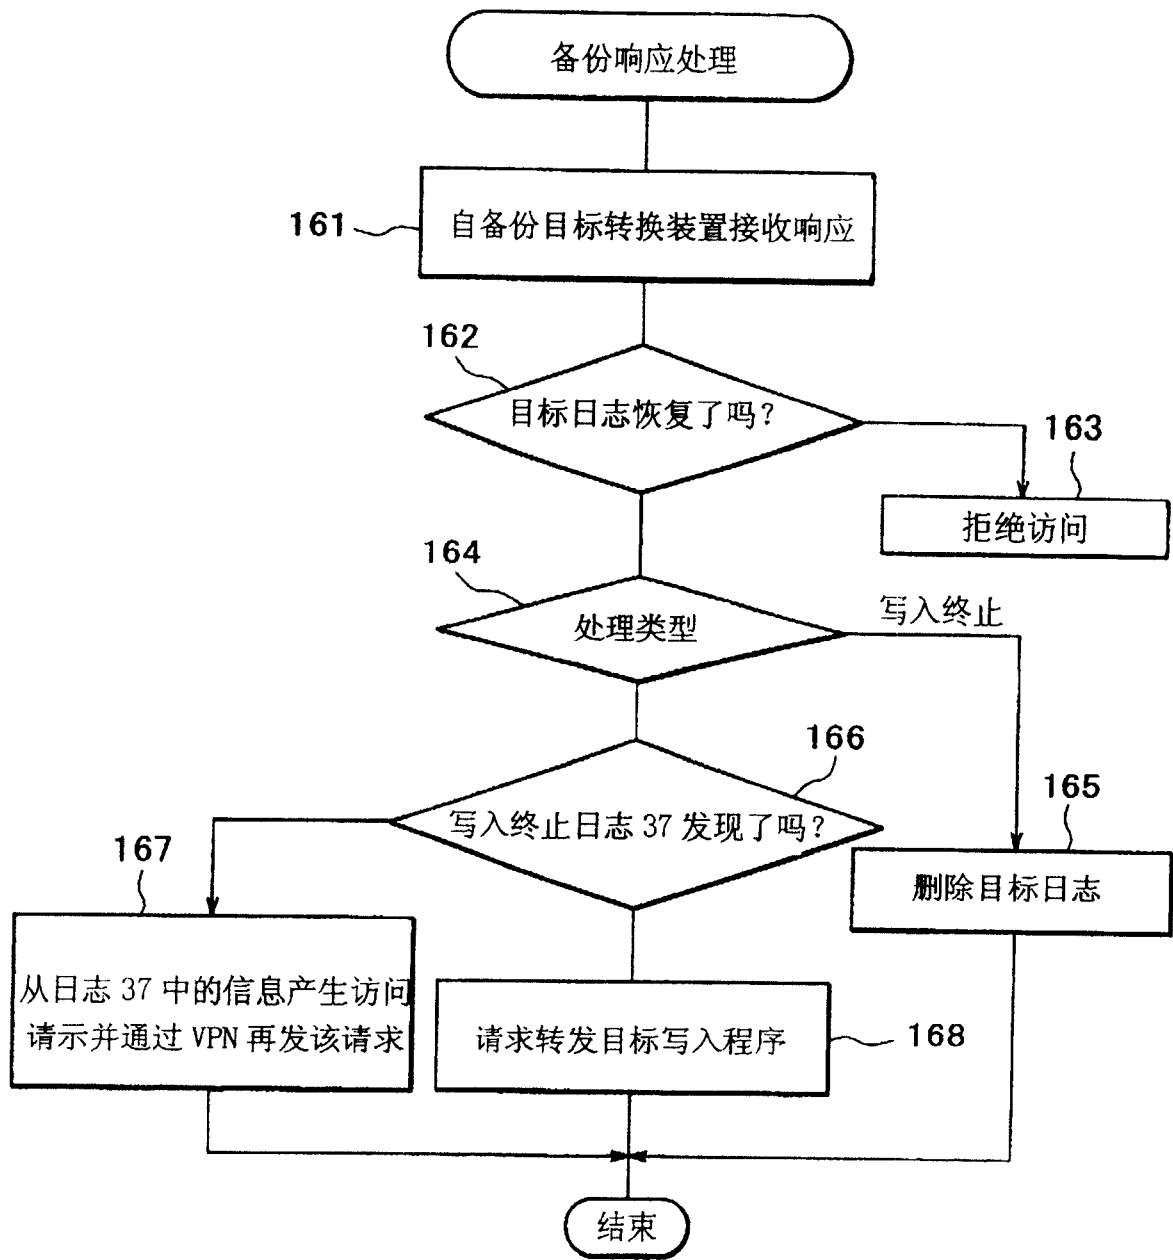 备份响应处理
161
自备份目标转换装置接收响应
162
目标日志恢复了吗?
163
拒绝访问
164
处理类型
写入终止
166
写入终止日志 37 发现了吗?
165
删除目标日志
167
从日志 37 中的信息产生访问
请示并通过 VPN 再发该请求
请求转发目标写入程序
168
结束